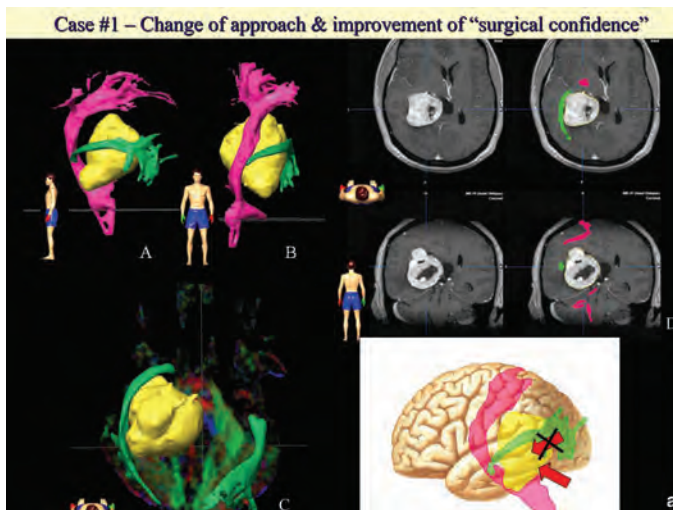 Case #1 – Change of approach & improvement of “surgical confidence”
A
B
C
D
a